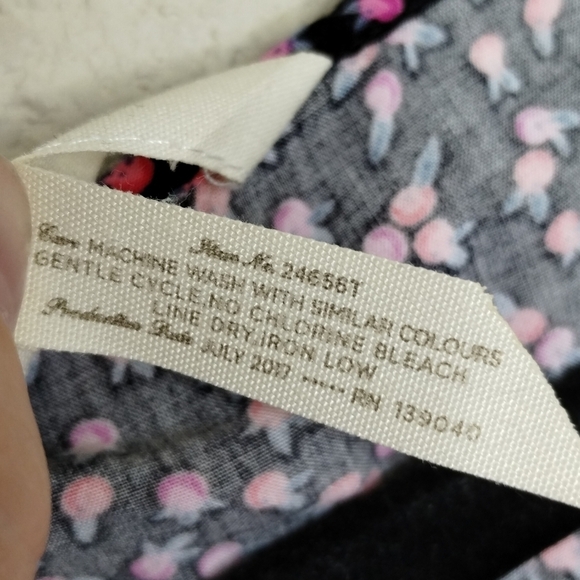 Item No. 24656T
Care MACHINE WASH WITH SIMILAR COLOURS
GENTLE CYCLE, NO CHLORINE BLEACH
LINE DRY, IRON LOW
Production Date JULY 2017 ····· RN 139040